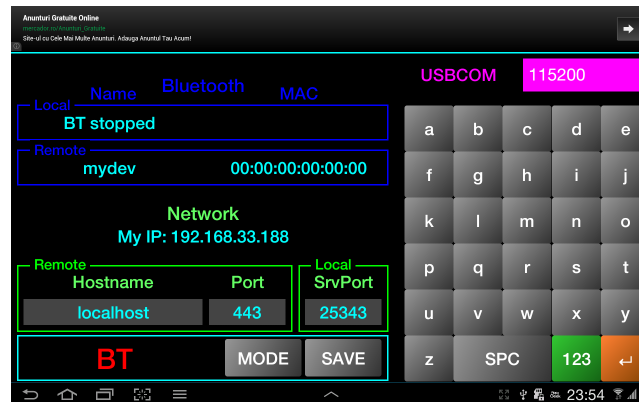 Anunturi Gratuite Online
mercador.ro/Anunturi_Gratuite
Site-ul cu Cele Mai Multe Anunturi. Adauga Anuntul Tau Acum!
USBCOM 115200
Bluetooth
Name MAC
Local
BT stopped
Remote
mydev 00:00:00:00:00:00
Network
My IP: 192.168.33.188
Remote Local
Hostname Port SrvPort
localhost 443 25343
BT MODE SAVE
a b c d e
f g h i j
k l m n o
p q r s t
u v w x y
z SPC 123
23:54